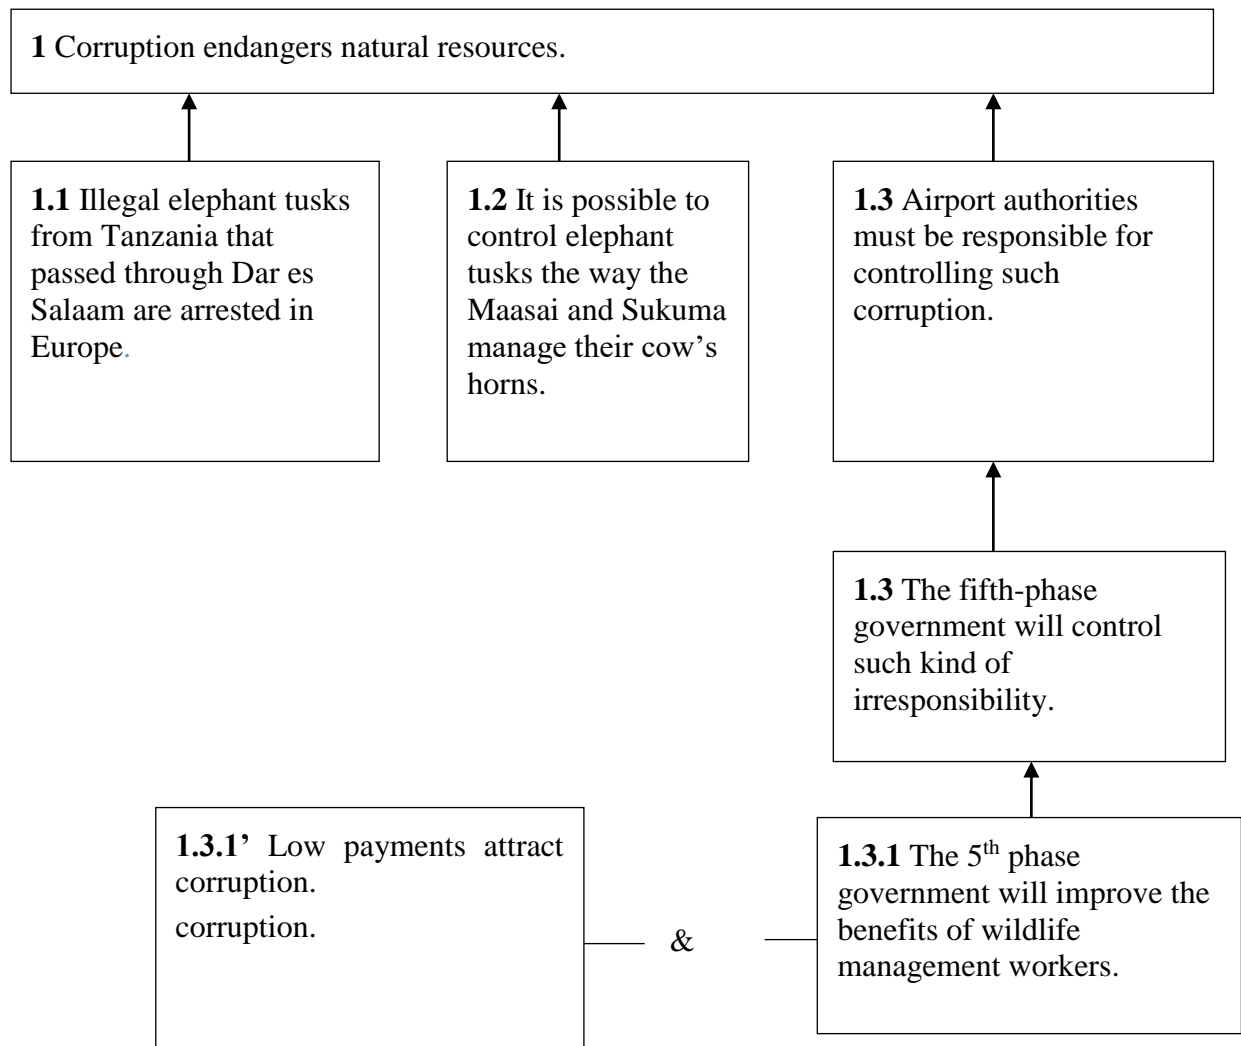 1 Corruption endangers natural resources.
1.1 Illegal elephant tusks
from Tanzania that
passed through Dar es
Salaam are arrested in
Europe.
1.2 It is possible to
control elephant
tusks the way the
Maasai and Sukuma
manage their cow’s
horns.
1.3 Airport authorities
must be responsible for
controlling such
corruption.
1.3 The fifth-phase
government will control
such kind of
irresponsibility.
1.3.1’ Low payments attract
corruption.
corruption.
&
1.3.1 The 5th phase
government will improve the
benefits of wildlife
management workers.